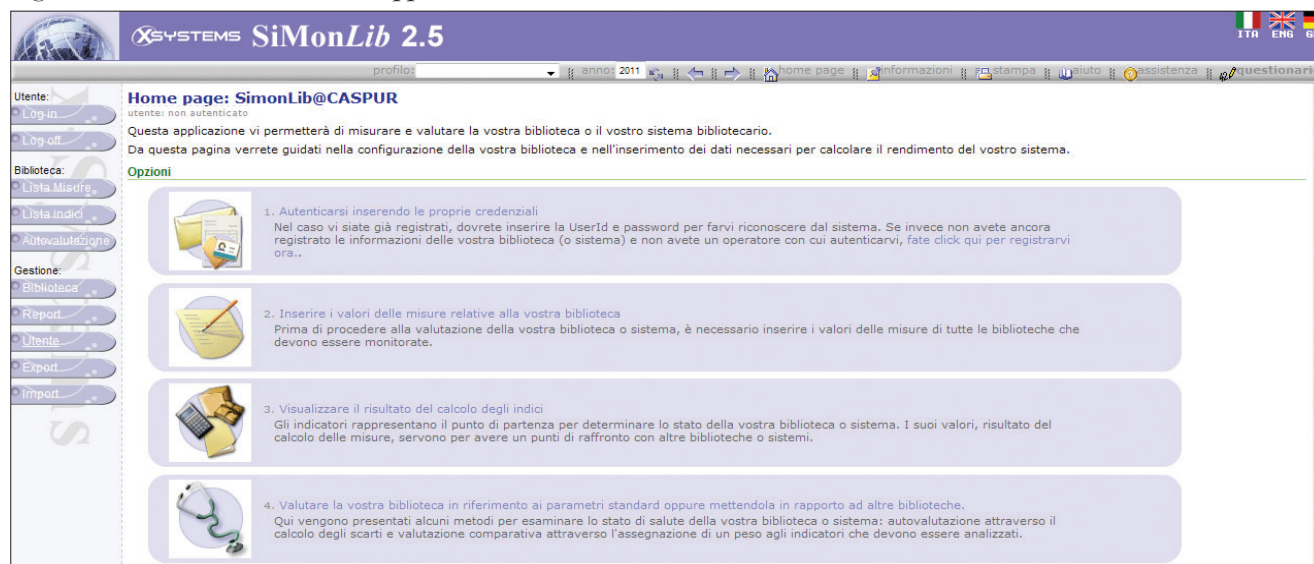 Xsystems SiMonLib 2.5
ITA ENG G
profilo: anno: 2011 home page informazioni stampa aiuto assistenza questionari
Utente:
Log-in
Log-off
Biblioteca:
Lista Misure
Lista indici
Autovalutazione
Gestione:
Biblioteca
Report
Utente
Export
Import
Home page: SimonLib@CASPUR
utente: non autenticato
Questa applicazione vi permetterà di misurare e valutare la vostra biblioteca o il vostro sistema bibliotecario.
Da questa pagina verrete guidati nella configurazione della vostra biblioteca e nell'inserimento dei dati necessari per calcolare il rendimento del vostro sistema.
Opzioni
1. Autenticarsi inserendo le proprie credenziali
Nel caso vi siate già registrati, dovrete inserire la UserId e password per farvi riconoscere dal sistema. Se invece non avete ancora
registrato le informazioni delle vostra biblioteca (o sistema) e non avete un operatore con cui autenticarvi, fate click qui per registrarvi
ora..
2. Inserire i valori delle misure relative alla vostra biblioteca
Prima di procedere alla valutazione della vostra biblioteca o sistema, è necessario inserire i valori delle misure di tutte le biblioteche che
devono essere monitorate.
3. Visualizzare il risultato del calcolo degli indici
Gli indicatori rappresentano il punto di partenza per determinare lo stato della vostra biblioteca o sistema. I suoi valori, risultato del
calcolo delle misure, servono per avere un punti di raffronto con altre biblioteche o sistemi.
4. Valutare la vostra biblioteca in riferimento ai parametri standard oppure mettendola in rapporto ad altre biblioteche.
Qui vengono presentati alcuni metodi per esaminare lo stato di salute della vostra biblioteca o sistema: autovalutazione attraverso il
calcolo degli scarti e valutazione comparativa attraverso l'assegnazione di un peso agli indicatori che devono essere analizzati.